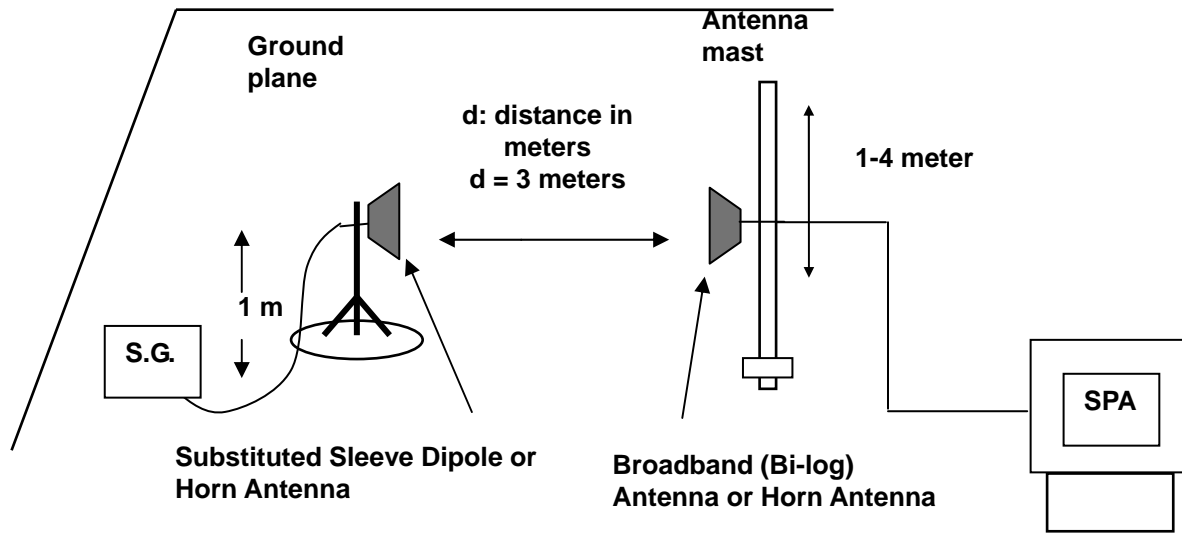 Ground
plane
Antenna
mast
d: distance in
meters
d = 3 meters
1-4 meter
1 m
S.G.
SPA
Substituted Sleeve Dipole or
Horn Antenna
Broadband (Bi-log)
Antenna or Horn Antenna